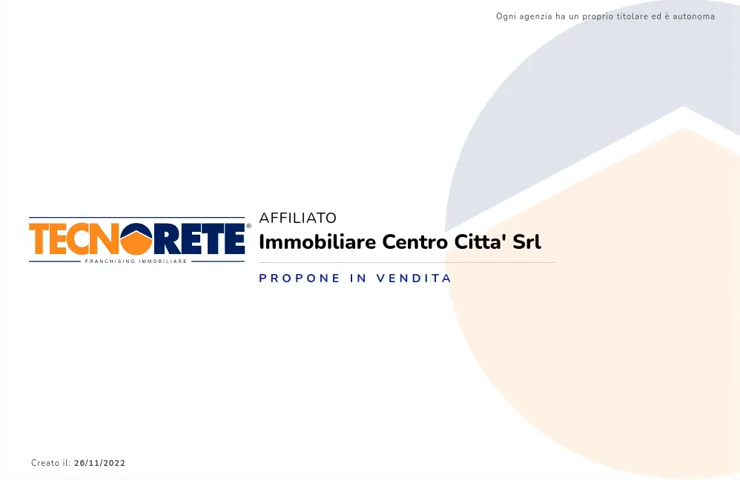 Ogni agenzia ha un proprio titolare ed è autonoma
AFFILIATO
TECNORETE®
Immobiliare Centro Citta' Srl
FRANCHISING IMMOBILIARE
PROPONE IN VENDITA
Creato il: 26/11/2022